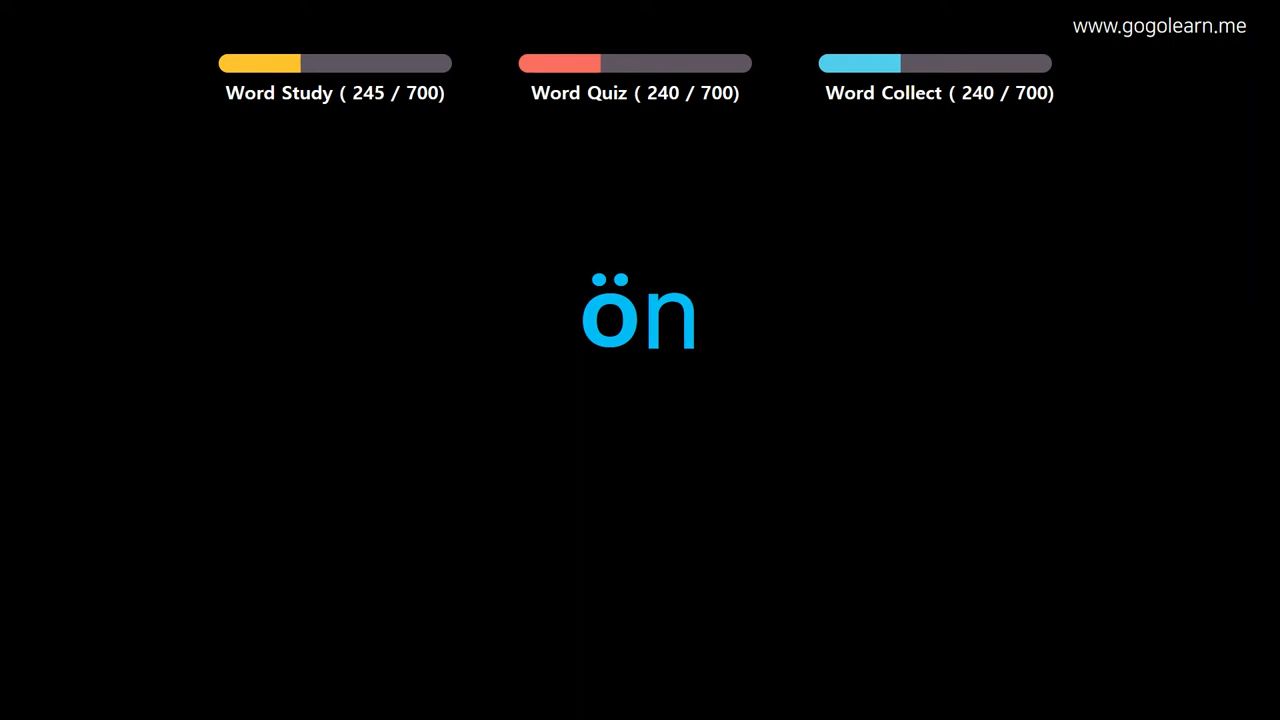 www.gogolearn.me
Word Study ( 245 / 700)
Word Quiz ( 240 / 700)
Word Collect ( 240 / 700)
ön